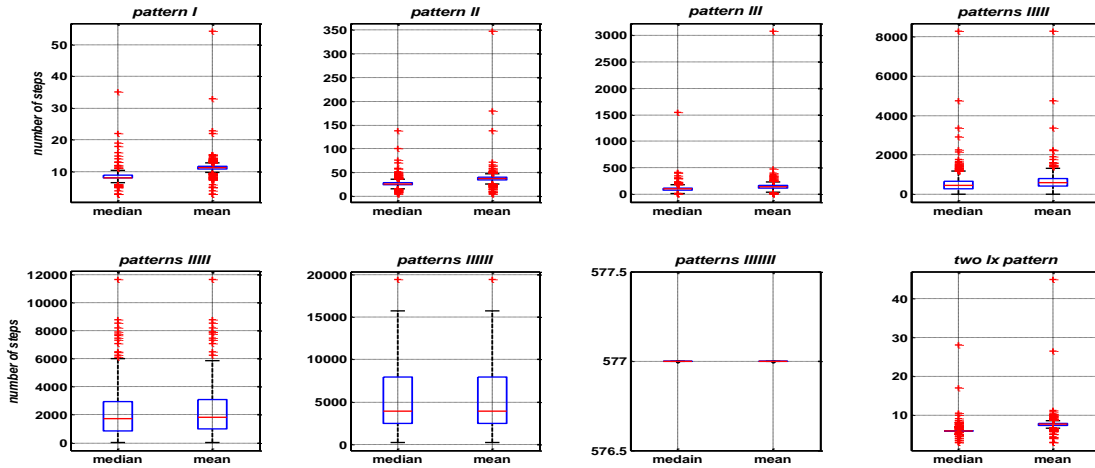 pattern I
pattern II
pattern III
patterns IIIII
number of steps
50
40
30
20
10
median
mean
350
300
250
200
150
100
50
0
median
mean
3000
2500
2000
1500
1000
500
0
median
mean
8000
6000
4000
2000
0
median
mean
patterns IIIII
patterns IIIIII
patterns IIIIIII
two Ix pattern
number of steps
12000
10000
8000
6000
4000
2000
0
median
mean
20000
15000
10000
5000
0
median
mean
577.5
577
576.5
medain
mean
40
30
20
10
median
mean